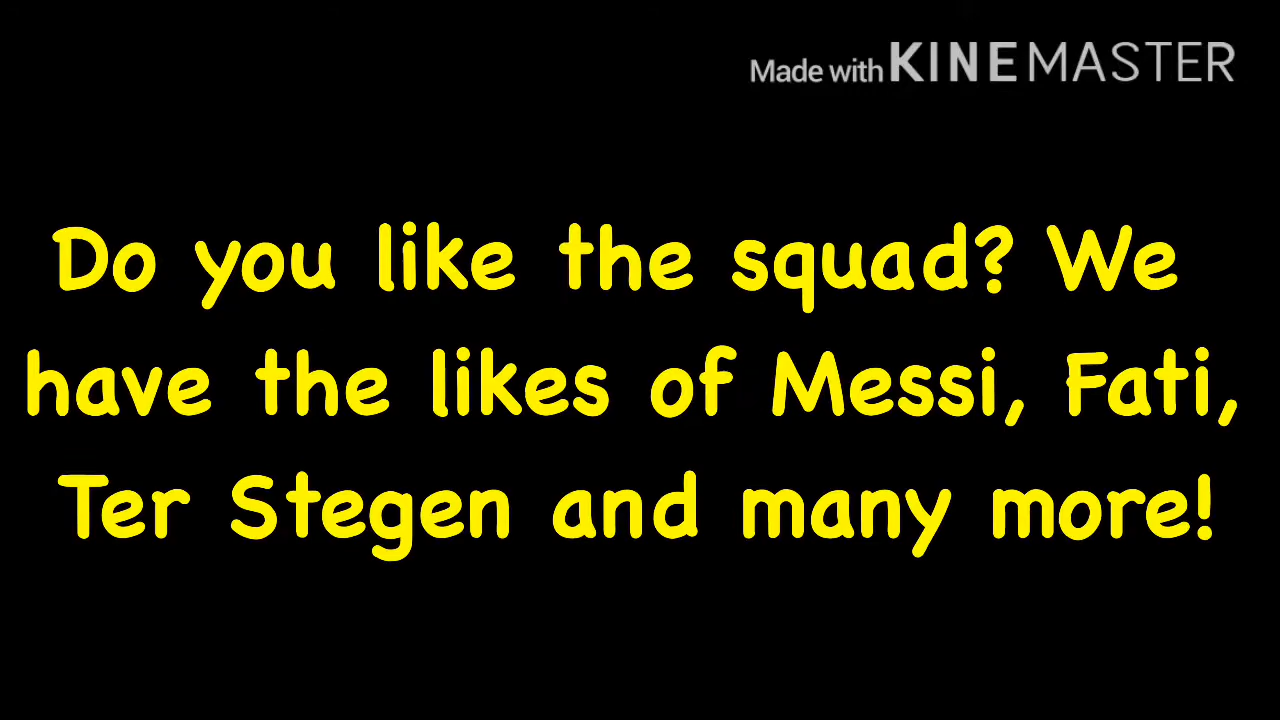 Made with KINEMASTER
Do you like the squad? We
have the likes of Messi, Fati,
Ter Stegen and many more!